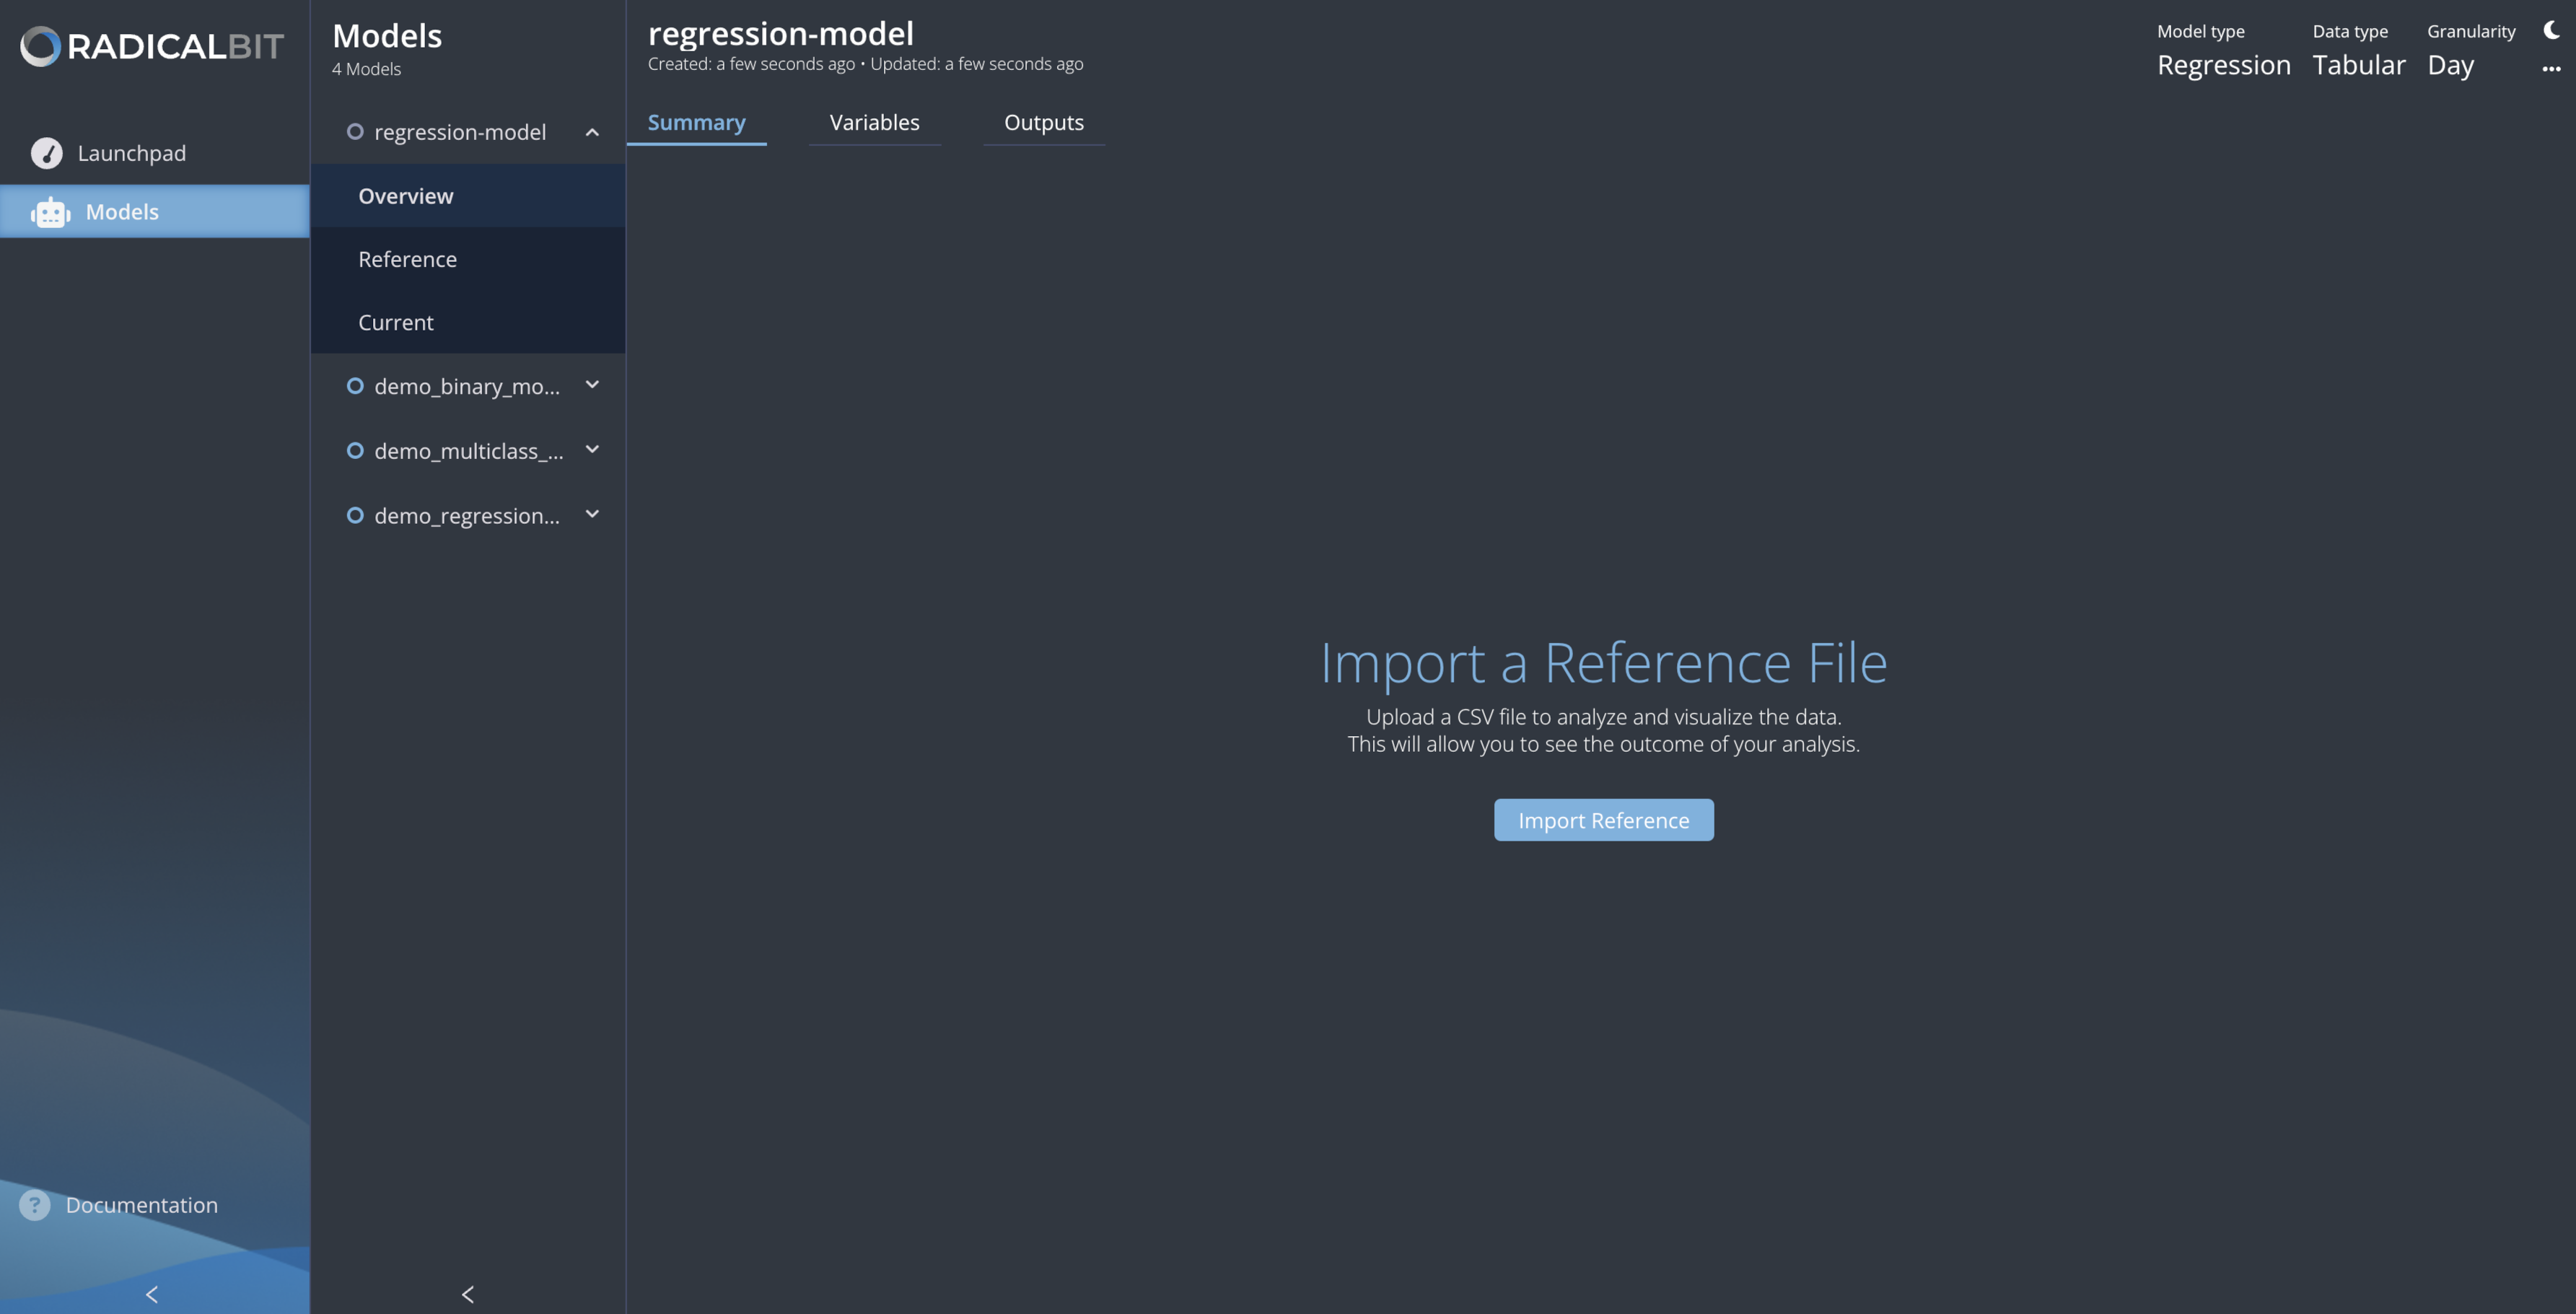 RADICALBIT
Launchpad
Models
Documentation
Models
4 Models
regression-model
Overview
Reference
Current
demo_binary_mo...
demo_multiclass_...
demo_regression...
regression-model
Created: a few seconds ago • Updated: a few seconds ago
Model type
Regression
Data type
Tabular
Granularity
Day
Summary
Variables
Outputs
Import a Reference File
Upload a CSV file to analyze and visualize the data.
This will allow you to see the outcome of your analysis.
Import Reference